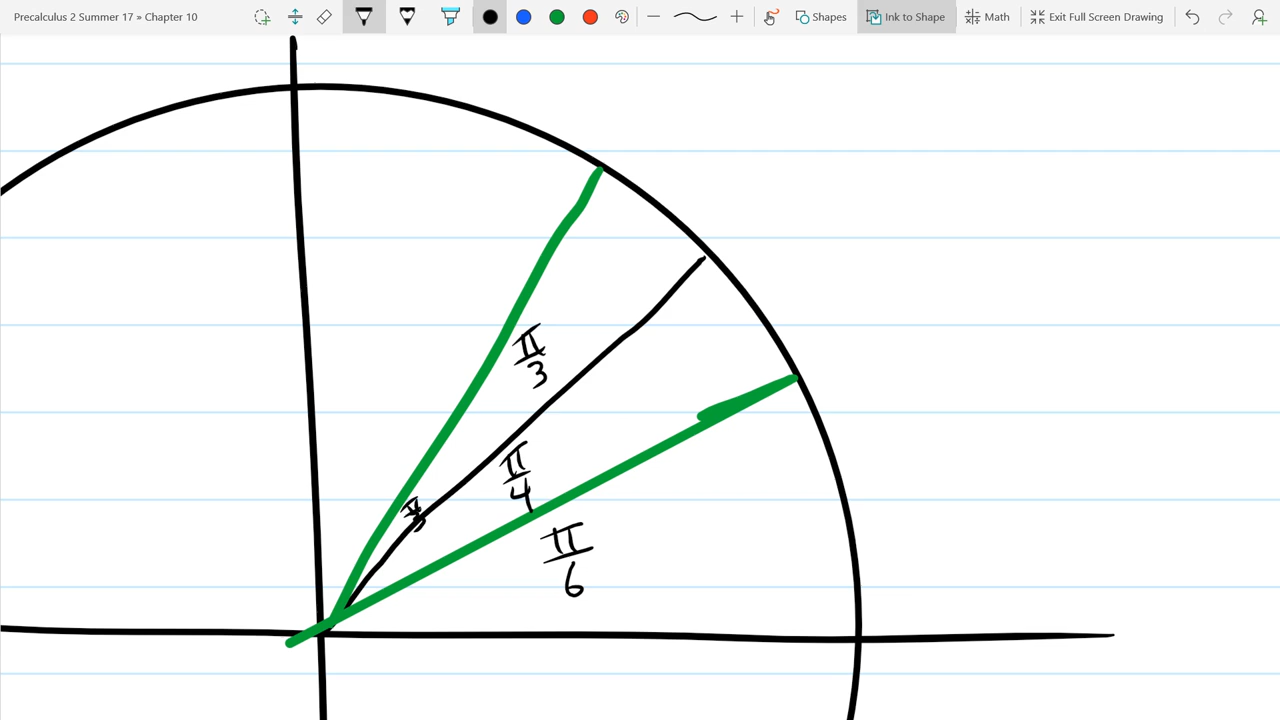 Precalculus 2 Summer 17 » Chapter 10
Shapes
Ink to Shape
Math
Exit Full Screen Drawing
π/3
π/4
π/6